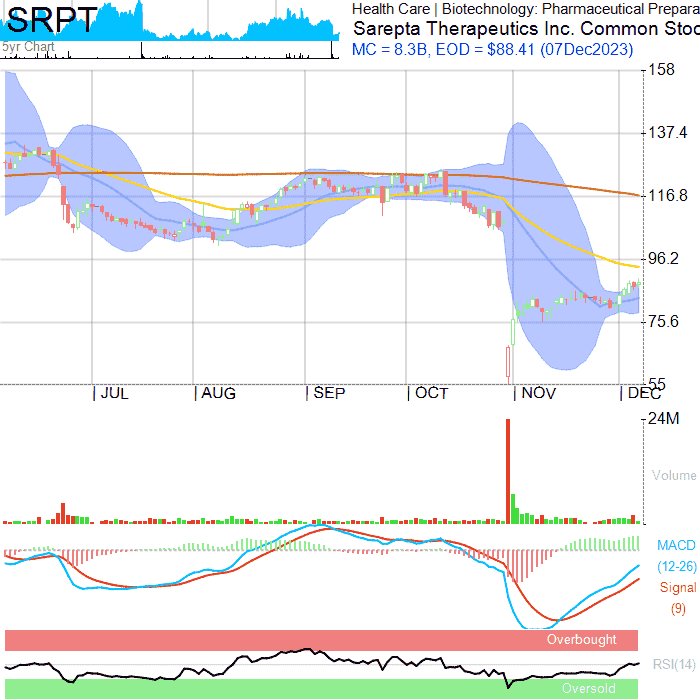 SRPT
5yr Chart
Health Care | Biotechnology: Pharmaceutical Prepara
Sarepta Therapeutics Inc. Common Stoc
MC = 8.3B, EOD = $88.41 (07Dec2023)
158
137.4
116.8
96.2
75.6
55
| JUL | AUG | SEP | OCT | NOV | DEC
24M
Volume
MACD
(12-26)
Signal
(9)
Overbought
RSI(14)
Oversold